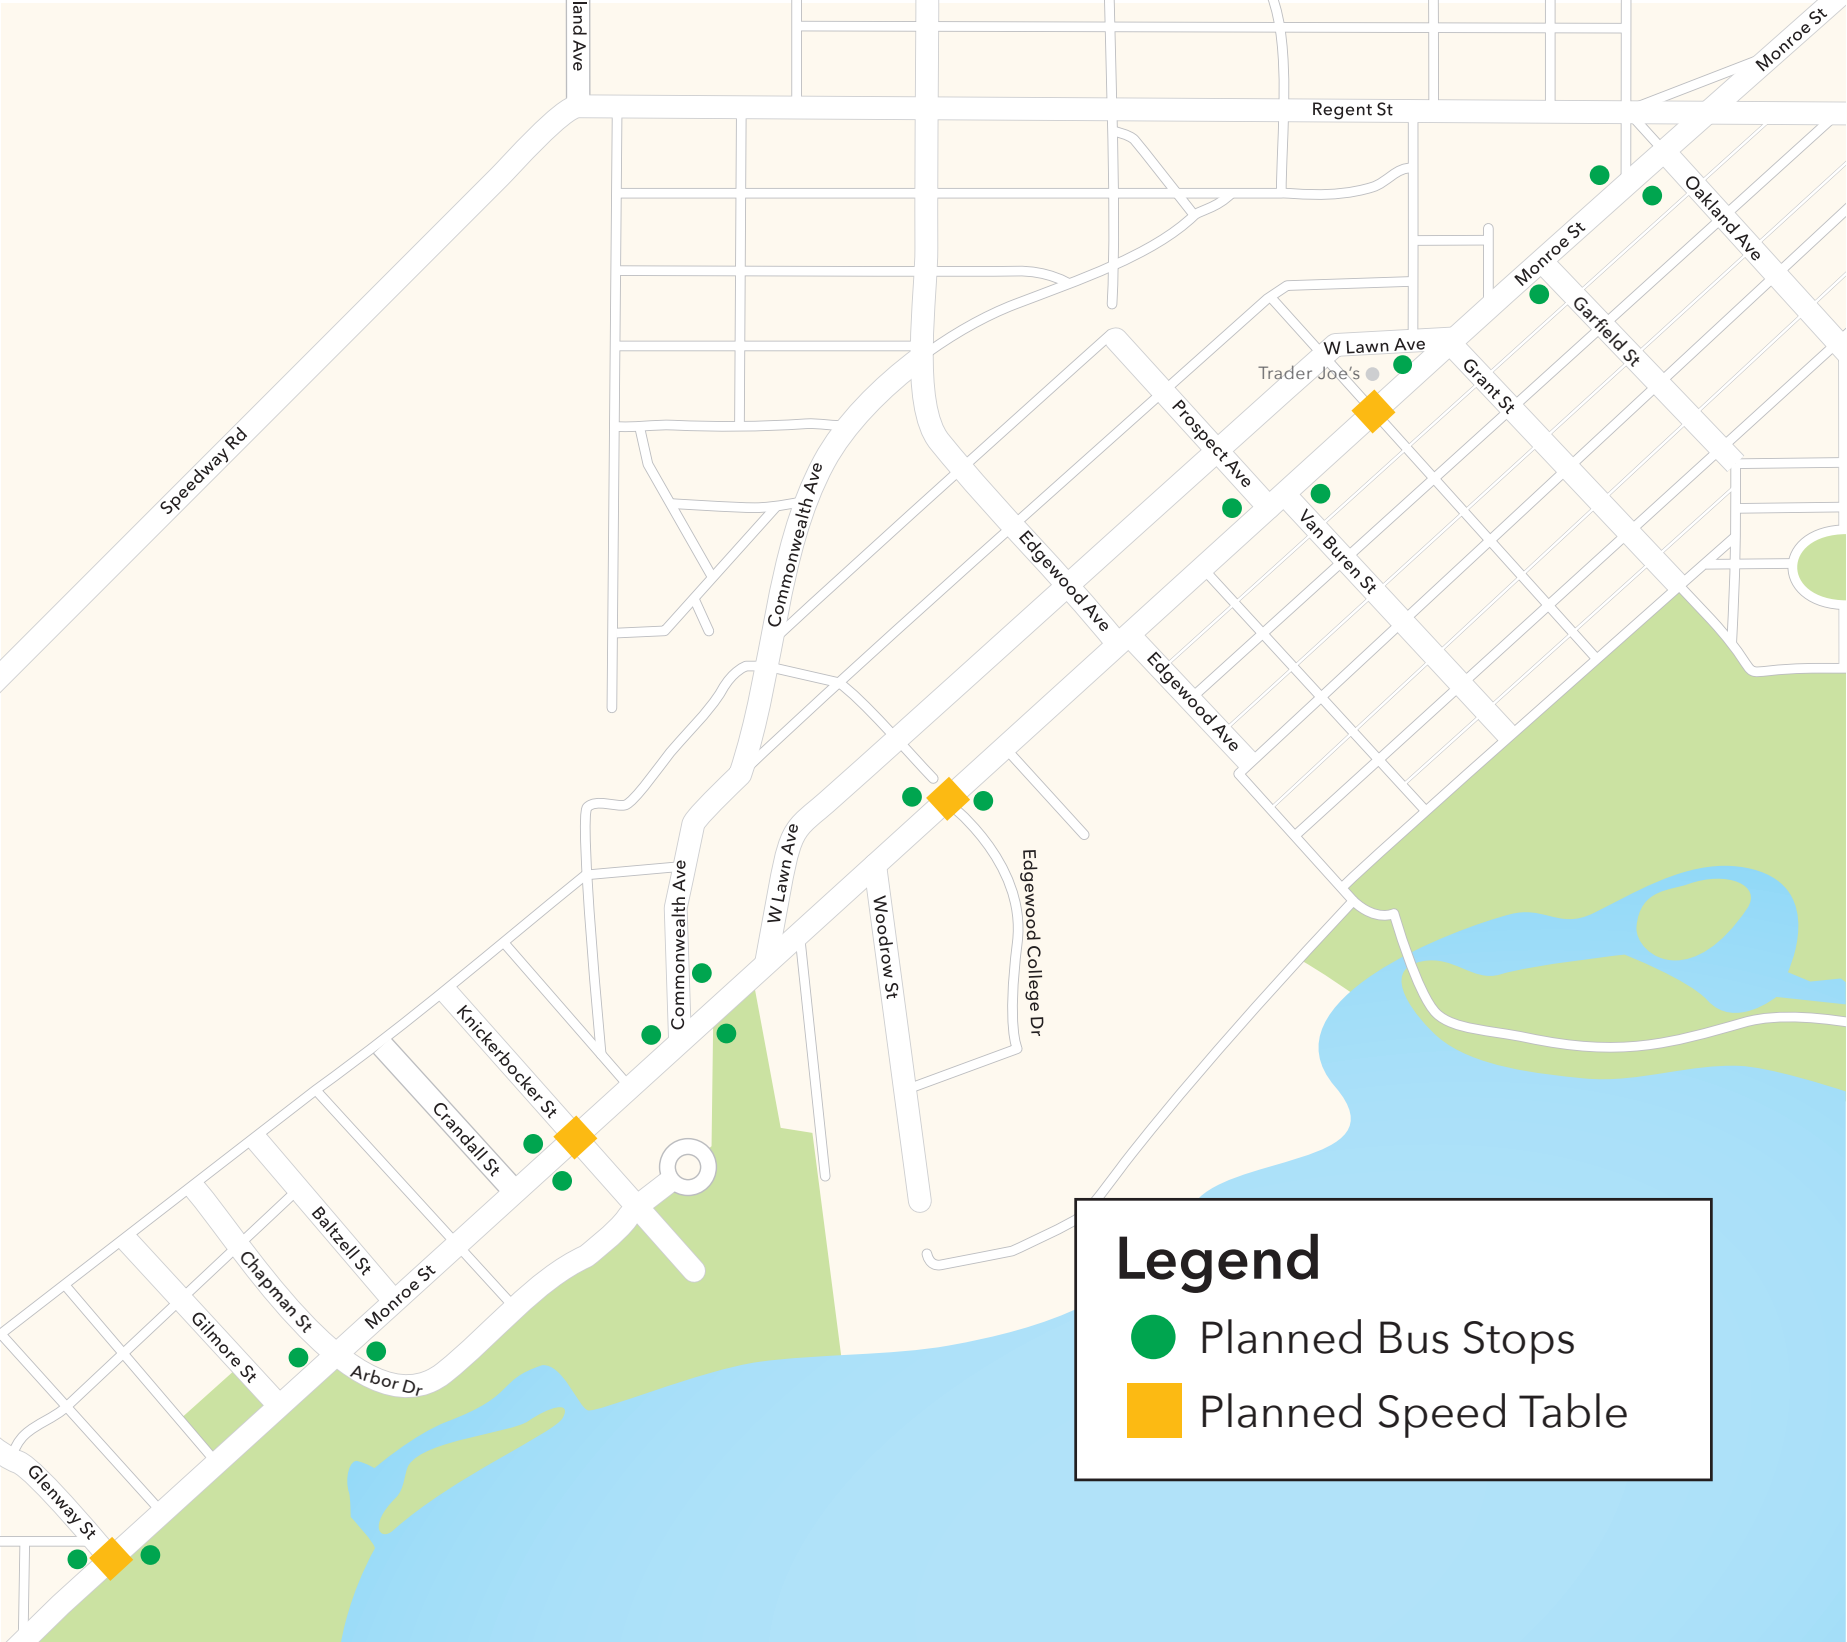 land Ave
Monroe St
Regent St
Oakland Ave
Monroe St
Garfield St
W Lawn Ave
Trader Joe's
Grant St
Prospect Ave
Speedway Rd
Commonwealth Ave
Van Buren St
Edgewood Ave
Edgewood Ave
W Lawn Ave
Commonwealth Ave
Woodrow St
Edgewood College Dr
Knickerbocker St
Crandall St
Baltzell St
Chapman St
Monroe St
Gilmore St
Arbor Dr
Glenway St
Legend
Planned Bus Stops
Planned Speed Table